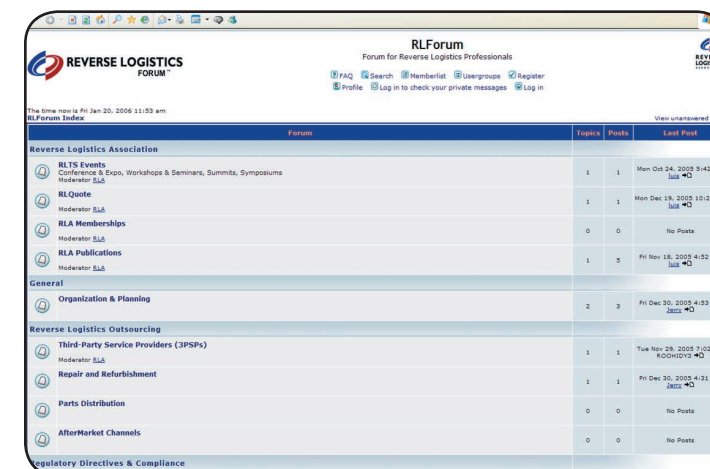 RLForum
Forum for Reverse Logistics Professionals
REVERSE LOGISTICS
FORUM™
FAQ Search Memberlist Usergroups Register
Profile Log in to check your private messages Log in
The time now is Fri Jan 20, 2006 11:53 am
RLForum Index
View unanswered
Forum Topics Posts Last Post
Reverse Logistics Association
RLTS Events
Conference & Expo, Workshops & Seminars, Summits, Symposiums
Moderator RLA
1 1 Mon Oct 24, 2005 5:42
luis
RLQuote
Moderator RLA
1 1 Mon Dec 19, 2005 10:2
luis
RLA Memberships
Moderator RLA
0 0 No Posts
RLA Publications
Moderator RLA
1 5 Fri Nov 18, 2005 4:52
luis
General
Organization & Planning
2 3 Fri Dec 30, 2005 4:53
Jerry
Reverse Logistics Outsourcing
Third-Party Service Providers (3PSPs)
Moderator RLA
1 1 Tue Nov 29, 2005 7:02
ROOHIDY3
Repair and Refurbishment
1 1 Fri Dec 30, 2005 4:31
Jerry
Parts Distribution
0 0 No Posts
AfterMarket Channels
0 0 No Posts
Regulatory Directives & Compliance